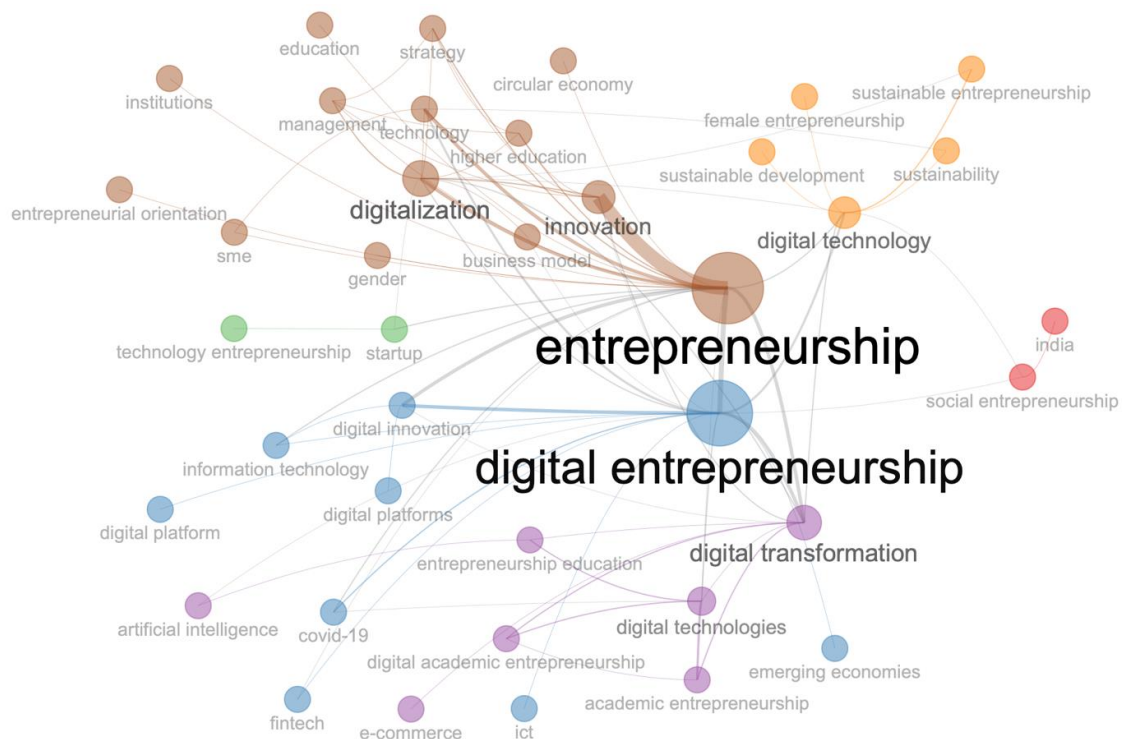 education
strategy
circular economy
institutions
sustainable entrepreneurship
management
technology
female entrepreneurship
higher education
sustainable development
sustainability
digitalization
entrepreneurial orientation
innovation
digital technology
sme
business model
gender
technology entrepreneurship
startup
entrepreneurship
india
social entrepreneurship
digital innovation
information technology
digital entrepreneurship
digital platform
digital platforms
digital transformation
entrepreneurship education
artificial intelligence
covid-19
digital technologies
digital academic entrepreneurship
emerging economies
academic entrepreneurship
fintech
e-commerce
ict